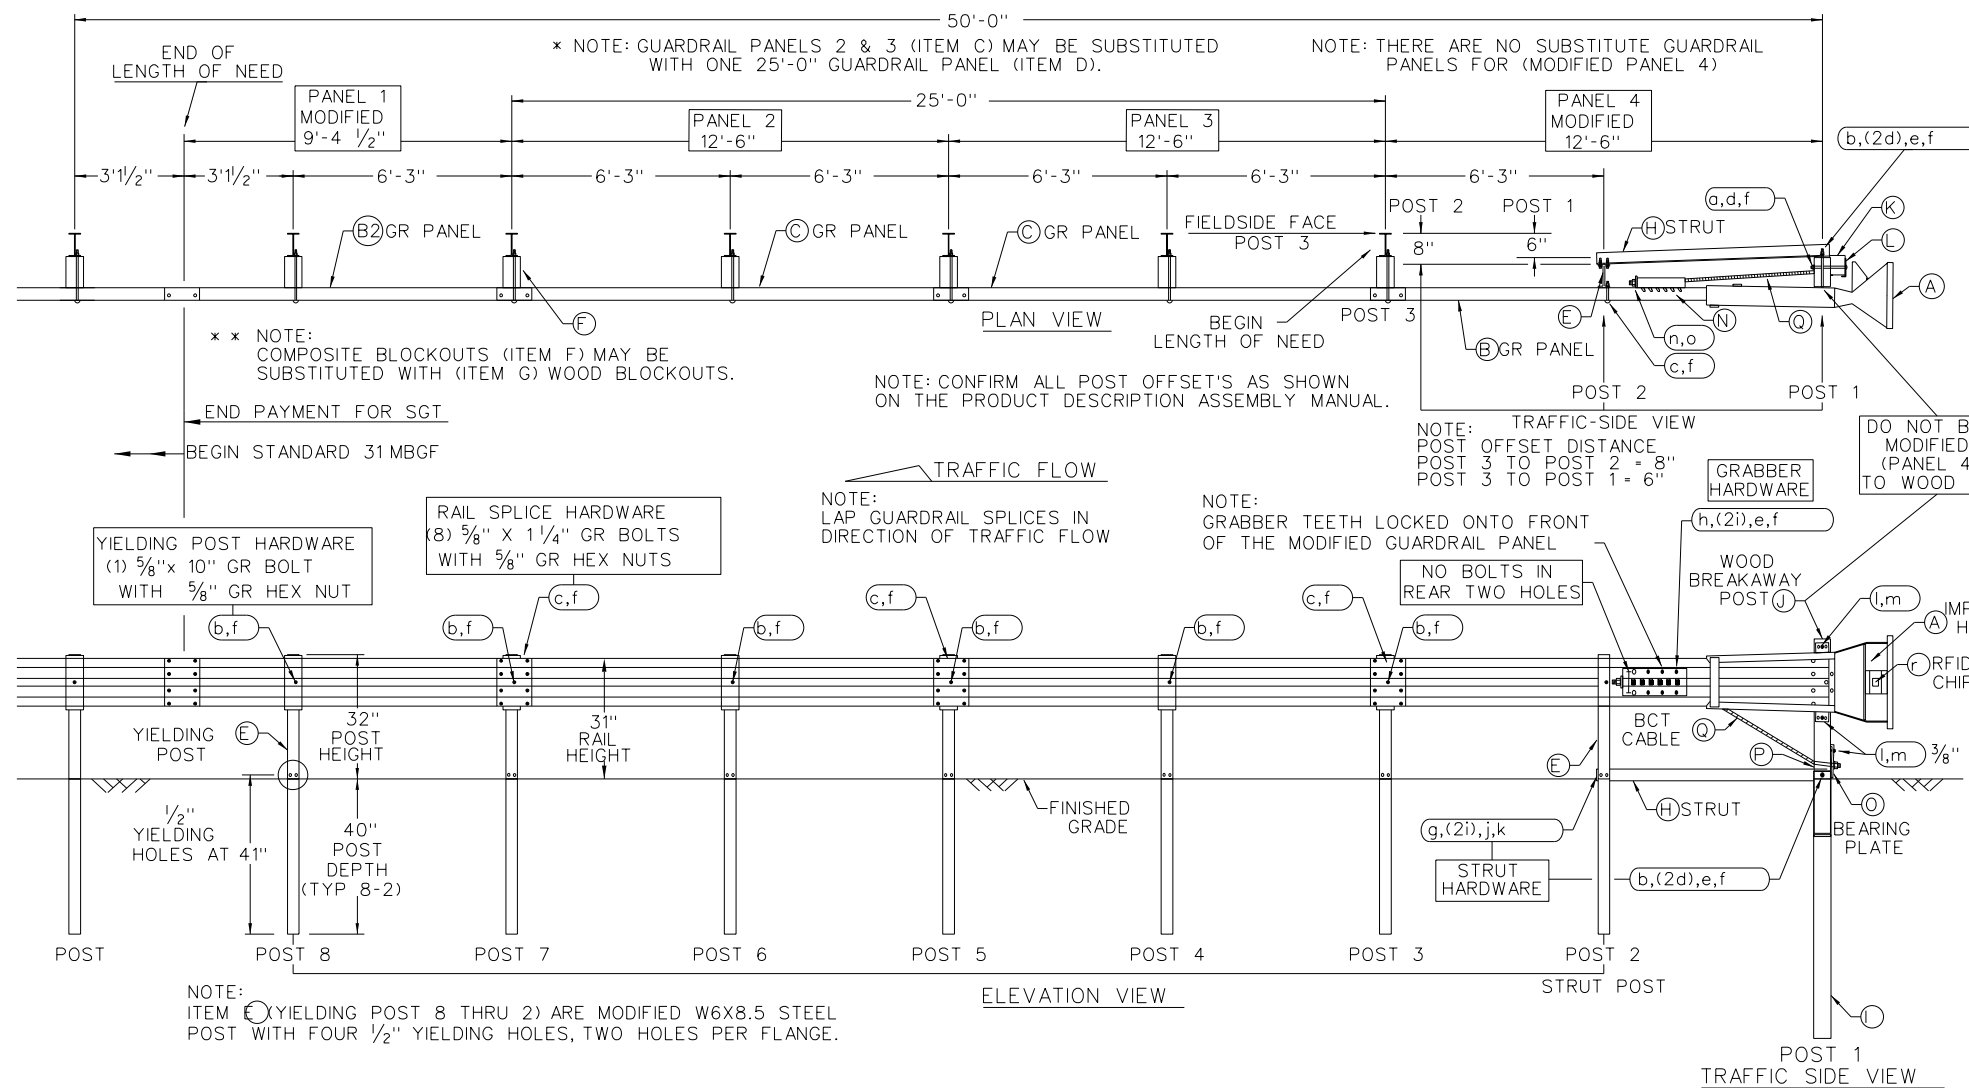 50'-0"
END OF
LENGTH OF NEED
* NOTE: GUARDRAIL PANELS 2 & 3 (ITEM C) MAY BE SUBSTITUTED
WITH ONE 25'-0" GUARDRAIL PANEL (ITEM D).
NOTE: THERE ARE NO SUBSTITUTE GUARDRAIL
PANELS FOR (MODIFIED PANEL 4)
PANEL 1
MODIFIED
9'-4 1/2"
25'-0"
PANEL 2
12'-6"
PANEL 3
12'-6"
PANEL 4
MODIFIED
12'-6"
b,(2d),e,f
3'1 1/2"
3'1 1/2"
6'-3"
6'-3"
6'-3"
6'-3"
6'-3"
6'-3"
POST 2
POST 1
a,d,f
K
B2 GR PANEL
C GR PANEL
C GR PANEL
FIELDSIDE FACE
POST 3
8"
6"
H STRUT
L
A
F
PLAN VIEW
BEGIN
LENGTH OF NEED
POST 3
B GR PANEL
E
n,o
c,f
N
Q
* * NOTE:
COMPOSITE BLOCKOUTS (ITEM F) MAY BE
SUBSTITUTED WITH (ITEM G) WOOD BLOCKOUTS.
NOTE: CONFIRM ALL POST OFFSET'S AS SHOWN
ON THE PRODUCT DESCRIPTION ASSEMBLY MANUAL.
POST 2
POST 1
END PAYMENT FOR SGT
BEGIN STANDARD 31 MBGF
TRAFFIC-SIDE VIEW
NOTE:
POST OFFSET DISTANCE
POST 3 TO POST 2 = 8"
POST 3 TO POST 1 = 6"
DO NOT B
MODIFIED
(PANEL 4
TO WOOD
TRAFFIC FLOW
NOTE:
LAP GUARDRAIL SPLICES IN
DIRECTION OF TRAFFIC FLOW
NOTE:
GRABBER TEETH LOCKED ONTO FRONT
OF THE MODIFIED GUARDRAIL PANEL
GRABBER
HARDWARE
h,(2i),e,f
YIELDING POST HARDWARE
(1) 5/8"x 10" GR BOLT
WITH 5/8" GR HEX NUT
RAIL SPLICE HARDWARE
(8) 5/8" X 1 1/4" GR BOLTS
WITH 5/8" GR HEX NUTS
NO BOLTS IN
REAR TWO HOLES
WOOD
BREAKAWAY
POST J
l,m
b,f
b,f
c,f
b,f
c,f
b,f
b,f
c,f
b,f
A IMP
H
r RFID
CHIP
YIELDING
POST
E
32"
POST
HEIGHT
31"
RAIL
HEIGHT
BCT
CABLE
Q
E
P
l,m 3/8"
1/2"
YIELDING
HOLES AT 41"
40"
POST
DEPTH
(TYP 8-2)
FINISHED
GRADE
H STRUT
O
BEARING
PLATE
g,(2i),j,k
STRUT
HARDWARE
b,(2d),e,f
POST
POST 8
POST 7
POST 6
POST 5
POST 4
POST 3
POST 2
STRUT POST
ELEVATION VIEW
NOTE:
ITEM E (YIELDING POST 8 THRU 2) ARE MODIFIED W6X8.5 STEEL
POST WITH FOUR 1/2" YIELDING HOLES, TWO HOLES PER FLANGE.
I
POST 1
TRAFFIC SIDE VIEW